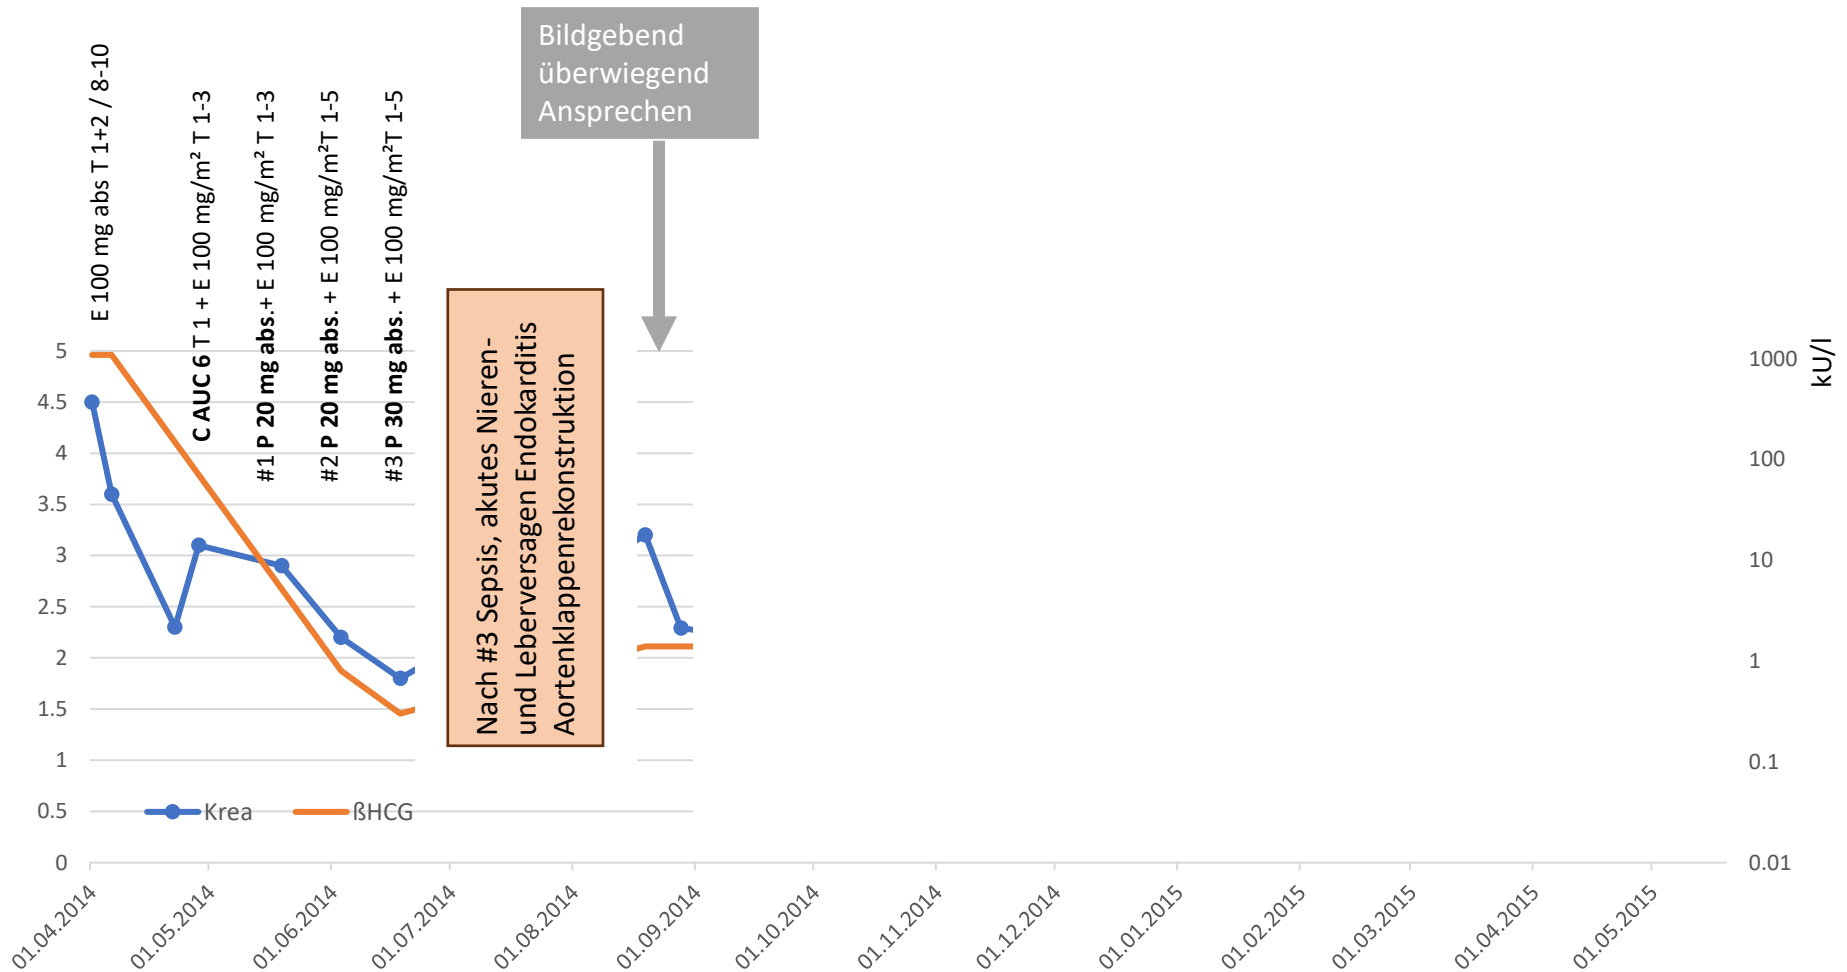 Bildgebend
überwiegend
Ansprechen
E 100 mg abs T 1+2 / 8-10
C AUC 6 T 1 + E 100 mg/m² T 1-3
#1 P 20 mg abs.+ E 100 mg/m² T 1-3
#2 P 20 mg abs. + E 100 mg/m²T 1-5
#3 P 30 mg abs. + E 100 mg/m²T 1-5
Nach #3 Sepsis, akutes Nieren-
und Leberversagen Endokarditis
Aortenklappenrekonstruktion
5
4.5
4
3.5
3
2.5
2
1.5
1
0.5
0
Krea
ßHCG
1000
100
10
1
0.1
0.01
kU/l
01.04.2014
01.05.2014
01.06.2014
01.07.2014
01.08.2014
01.09.2014
01.10.2014
01.11.2014
01.12.2014
01.01.2015
01.02.2015
01.03.2015
01.04.2015
01.05.2015